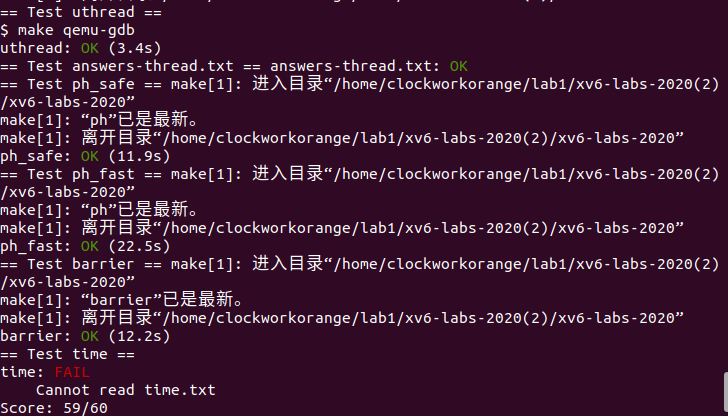 == Test uthread ==
$ make qemu-gdb
uthread: OK (3.4s)
== Test answers-thread.txt == answers-thread.txt: OK
== Test ph_safe == make[1]: 进入目录“/home/clockworkorange/lab1/xv6-labs-2020(2)
/xv6-labs-2020”
make[1]: “ph”已是最新。
make[1]: 离开目录“/home/clockworkorange/lab1/xv6-labs-2020(2)/xv6-labs-2020”
ph_safe: OK (11.9s)
== Test ph_fast == make[1]: 进入目录“/home/clockworkorange/lab1/xv6-labs-2020(2)
/xv6-labs-2020”
make[1]: “ph”已是最新。
make[1]: 离开目录“/home/clockworkorange/lab1/xv6-labs-2020(2)/xv6-labs-2020”
ph_fast: OK (22.5s)
== Test barrier == make[1]: 进入目录“/home/clockworkorange/lab1/xv6-labs-2020(2)
/xv6-labs-2020”
make[1]: “barrier”已是最新。
make[1]: 离开目录“/home/clockworkorange/lab1/xv6-labs-2020(2)/xv6-labs-2020”
barrier: OK (12.2s)
== Test time ==
time: FAIL
    Cannot read time.txt
Score: 59/60